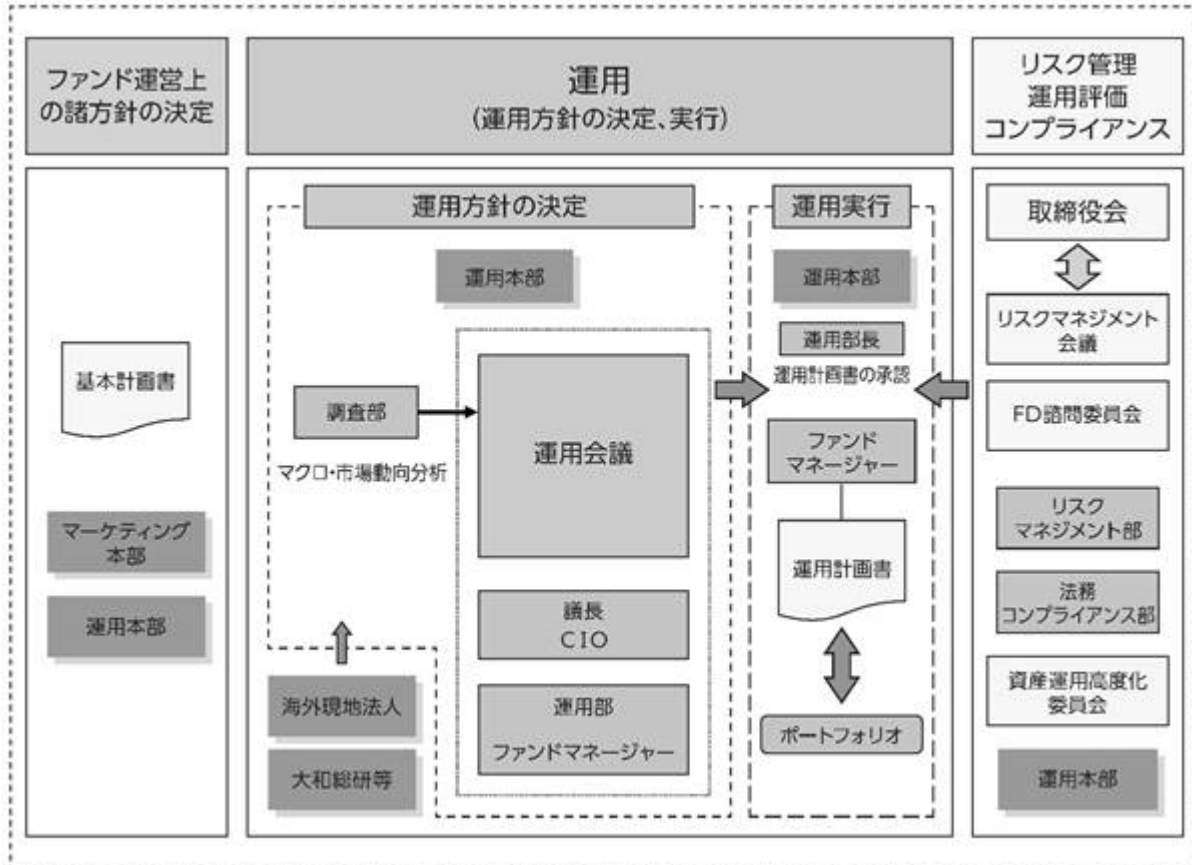 ファンド運営上
の諸方針の決定
運用
(運用方針の決定、実行)
リスク管理
運用評価
コンプライアンス
基本計画書
マーケティング
本部
運用本部
運用方針の決定
運用本部
調査部
マクロ・市場動向分析
運用会議
議長
CIO
運用部
ファンドマネージャー
海外現地法人
大和総研等
運用実行
運用本部
運用部長
運用計画書の承認
ファンド
マネージャー
運用計画書
ポートフォリオ
取締役会
リスクマネジメント
会議
FD諮問委員会
リスク
マネジメント部
法務
コンプライアンス部
資産運用高度化
委員会
運用本部